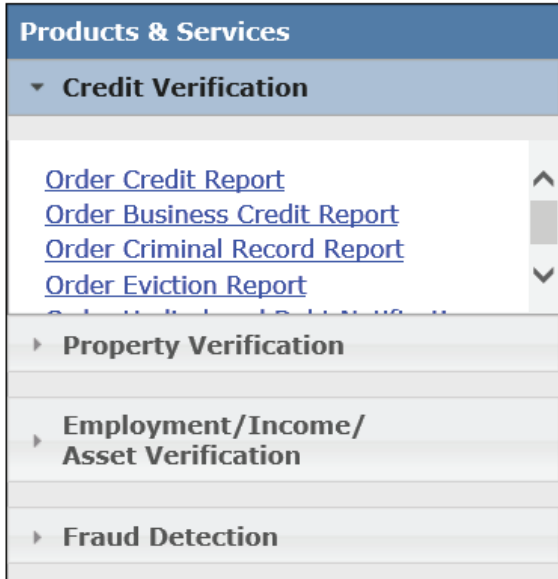 Products & Services
Credit Verification
Order Credit Report
Order Business Credit Report
Order Criminal Record Report
Order Eviction Report
Property Verification
Employment/Income/
Asset Verification
Fraud Detection